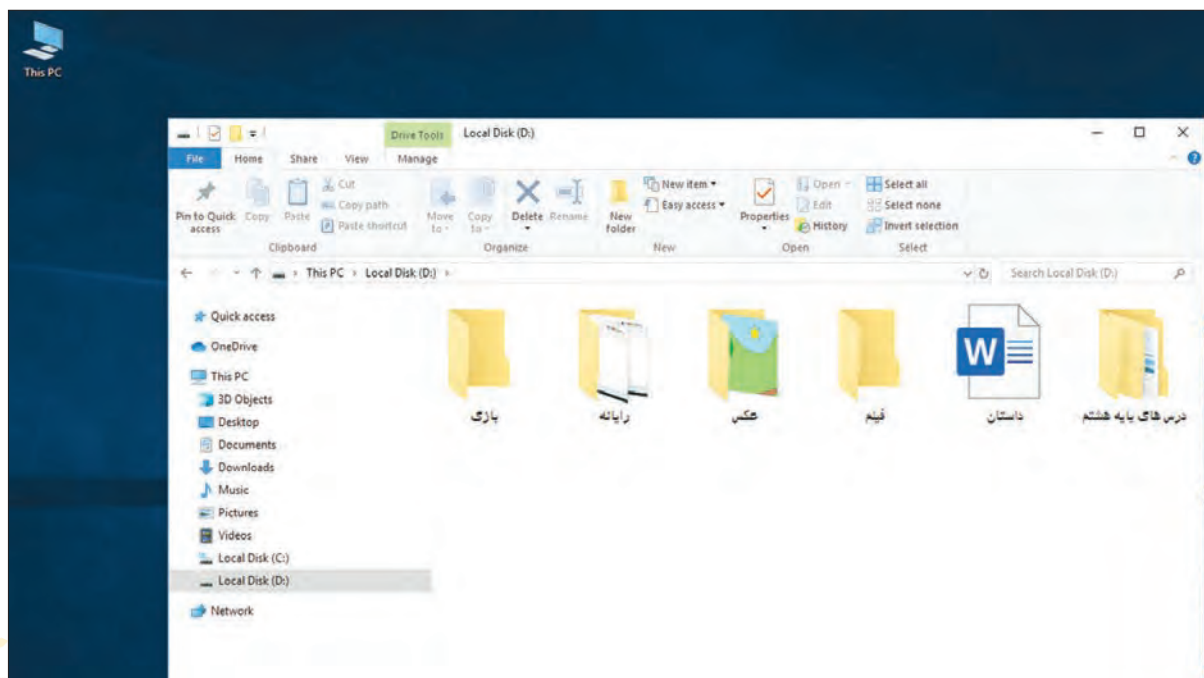 This PC
Drive Tools
Local Disk (D:)
File
Home
Share
View
Manage
Pin to Quick access
Copy
Paste
Cut
Copy path
Paste shortcut
Clipboard
Move to
Copy to
Delete
Rename
Organize
New folder
New item
Easy access
New
Properties
Open
Edit
History
Open
Select all
Select none
Invert selection
Select
This PC
Local Disk (D:)
Search Local Disk (D:)
Quick access
OneDrive
This PC
3D Objects
Desktop
Documents
Downloads
Music
Pictures
Videos
Local Disk (C:)
Local Disk (D:)
Network
بازی
رایانه
عکس
فیلم
W
داستان
درس های پایه هشتم